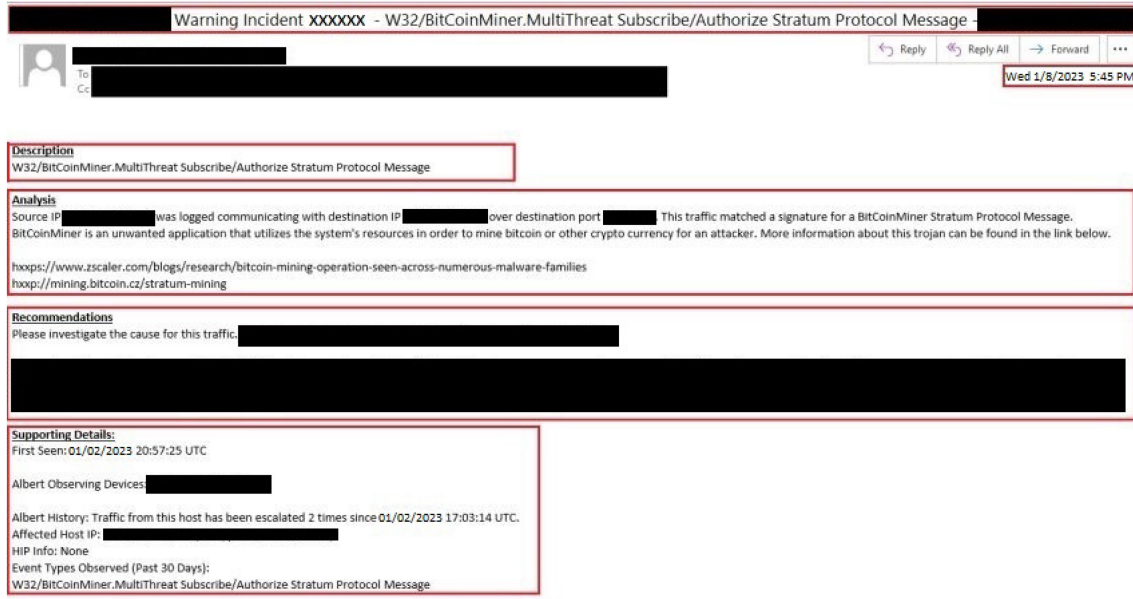 Warning Incident XXXXXX - W32/BitCoinMiner.MultiThreat Subscribe/Authorize Stratum Protocol Message -
Reply Reply All Forward ...
To
Cc
Wed 1/8/2023 5:45 PM
Description
W32/BitCoinMiner.MultiThreat Subscribe/Authorize Stratum Protocol Message
Analysis
Source IP was logged communicating with destination IP over destination port . This traffic matched a signature for a BitCoinMiner Stratum Protocol Message.
BitCoinMiner is an unwanted application that utilizes the system's resources in order to mine bitcoin or other crypto currency for an attacker. More information about this trojan can be found in the link below.
hxxps://www.zscaler.com/blogs/research/bitcoin-mining-operation-seen-across-numerous-malware-families
hxxp://mining.bitcoin.cz/stratum-mining
Recommendations
Please investigate the cause for this traffic.
Supporting Details:
First Seen: 01/02/2023 20:57:25 UTC
Albert Observing Devices:
Albert History: Traffic from this host has been escalated 2 times since 01/02/2023 17:03:14 UTC.
Affected Host IP:
HIP Info: None
Event Types Observed (Past 30 Days):
W32/BitCoinMiner.MultiThreat Subscribe/Authorize Stratum Protocol Message